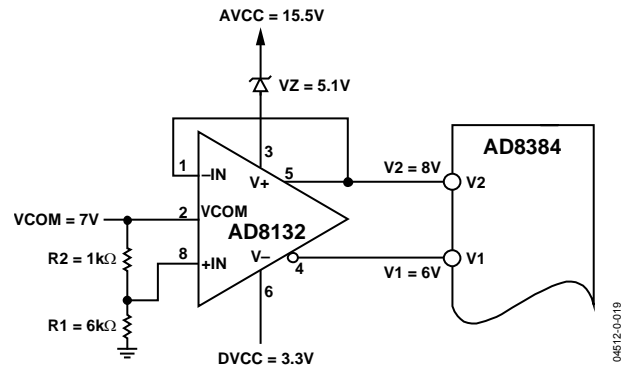 AVCC = 15.5V
VZ = 5.1V
AD8384
3
1
–IN
V+
5
V2 = 8V
V2
VCOM = 7V
2
VCOM
AD8132
R2 = 1kΩ
8
+IN
V–
4
V1 = 6V
V1
6
R1 = 6kΩ
DVCC = 3.3V
04512-0-019